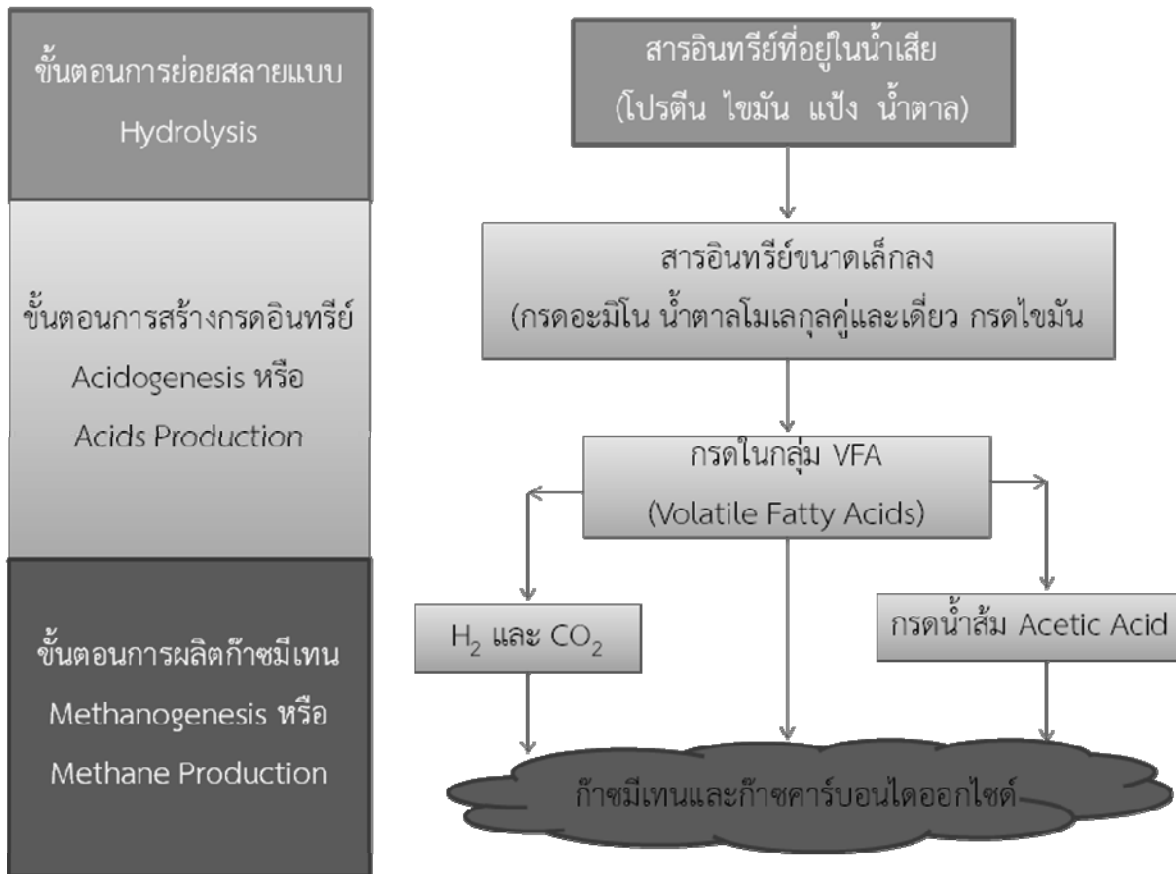 ขั้นตอนการย่อยสลายแบบ
Hydrolysis
ขั้นตอนการสร้างกรดอินทรีย์
Acidogenesis หรือ
Acids Production
ขั้นตอนการผลิตก๊าซมีเทน
Methanogenesis หรือ
Methane Production
สารอินทรีย์ที่อยู่ในน้ำเสีย
(โปรตีน ไขมัน แป้ง น้ำตาล)
สารอินทรีย์ขนาดเล็กลง
(กรดอะมิโน น้ำตาลโมเลกุลคู่และเดี่ยว กรดไขมัน
กรดในกลุ่ม VFA
(Volatile Fatty Acids)
H₂ และ CO₂
กรดน้ำส้ม Acetic Acid
ก๊าซมีเทนและก๊าซคาร์บอนไดออกไซด์